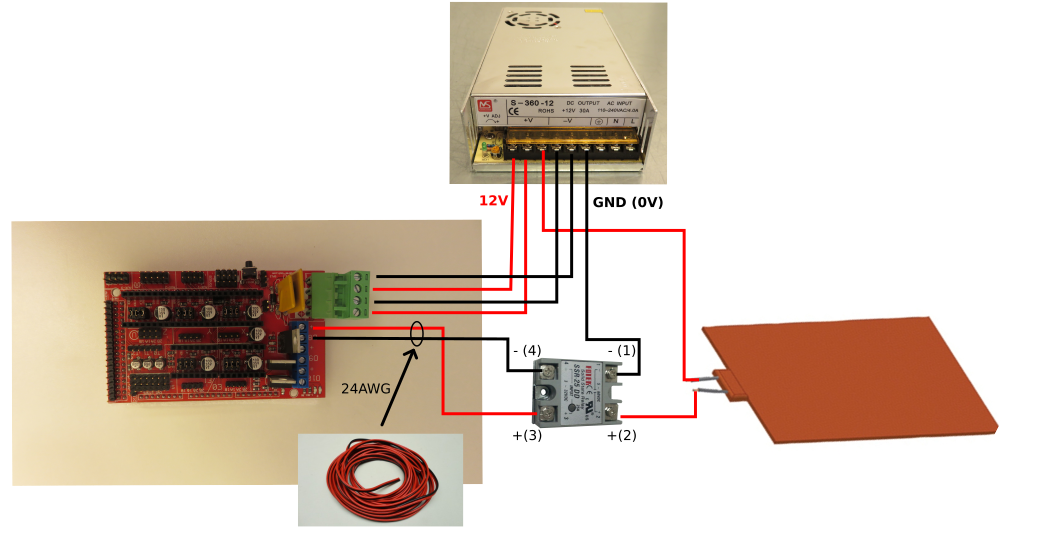 S-360-12
DC OUTPUT
AC INPUT
CE
ROHS
+12V 30A
110-240VAC/4.0A
+V ADJ
+V
-V
N
L
12V
GND (0V)
- (4)
- (1)
24AWG
+(3)
+(2)
SSR 25 DD